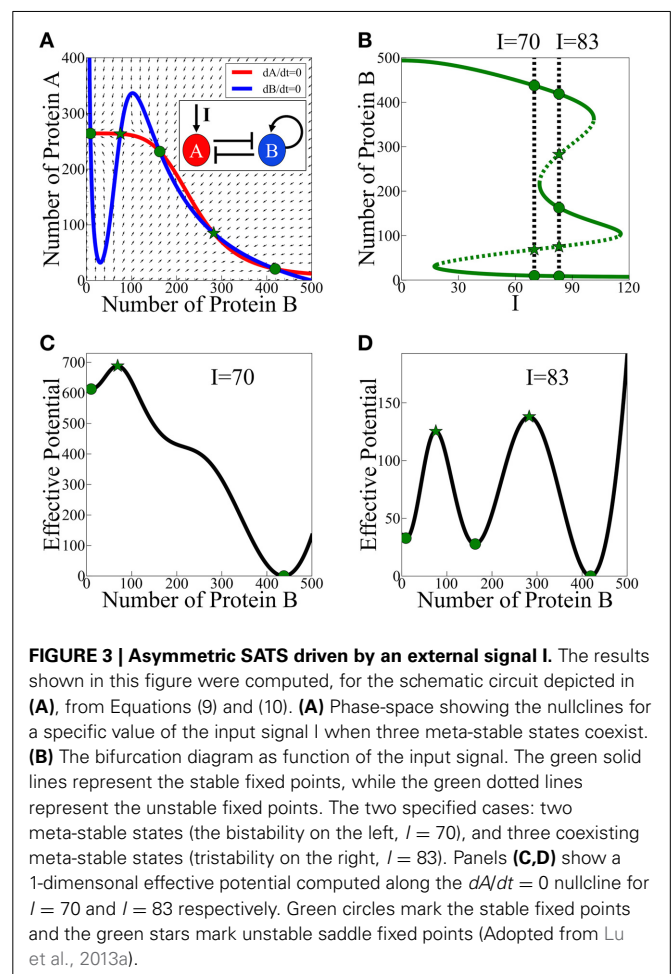 A
400
300
200
100
0
0
100
200
300
400
500
Number of Protein A
Number of Protein B
dA/dt=0
dB/dt=0
I
A
B
B
I=70
I=83
500
400
300
200
100
0
0
30
60
90
120
Number of Protein B
I
C
700
600
500
400
300
200
100
0
0
100
200
300
400
500
Effective Potential
Number of Protein B
I=70
D
150
100
50
0
0
100
200
300
400
500
Effective Potential
Number of Protein B
I=83
FIGURE 3 | Asymmetric SATS driven by an external signal I. The results
shown in this figure were computed, for the schematic circuit depicted in
(A), from Equations (9) and (10). (A) Phase-space showing the nullclines for
a specific value of the input signal I when three meta-stable states coexist.
(B) The bifurcation diagram as function of the input signal. The green solid
lines represent the stable fixed points, while the green dotted lines
represent the unstable fixed points. The two specified cases: two
meta-stable states (the bistability on the left, I = 70), and three coexisting
meta-stable states (tristability on the right, I = 83). Panels (C,D) show a
1-dimensonal effective potential computed along the dA/dt = 0 nullcline for
I = 70 and I = 83 respectively. Green circles mark the stable fixed points
and the green stars mark unstable saddle fixed points (Adopted from Lu
et al., 2013a).